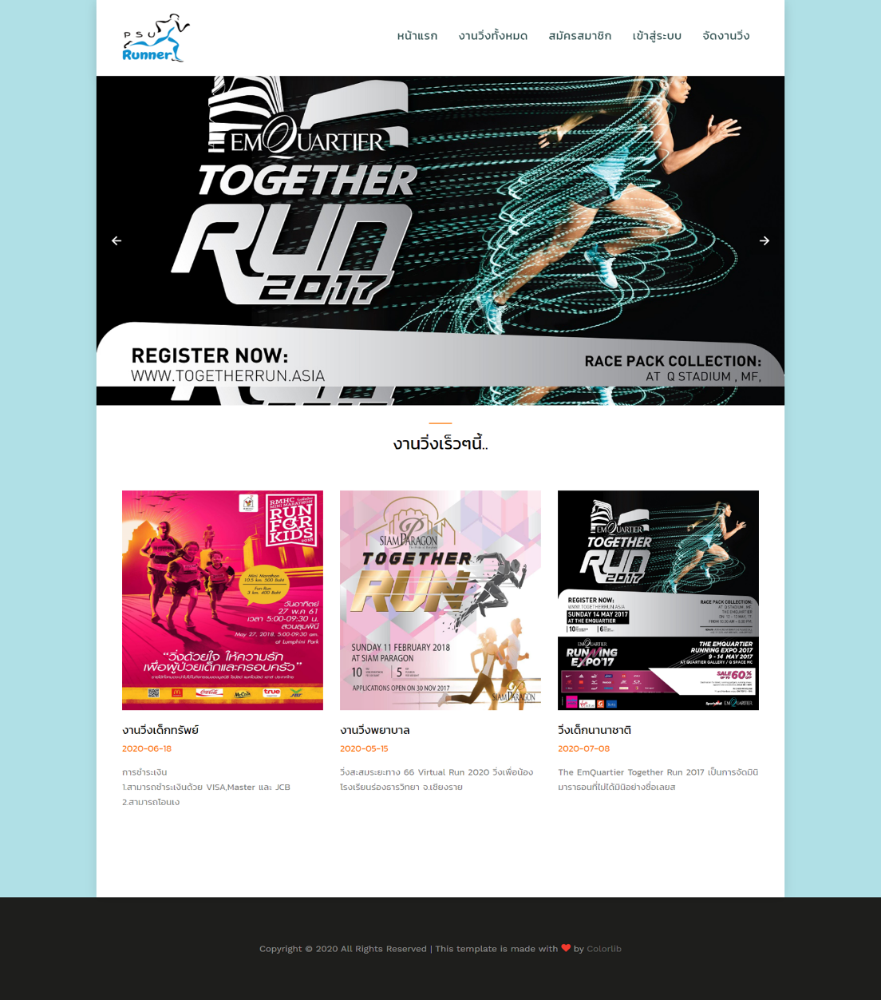 PSU
Runner
หน้าแรก
งานวิ่งทั้งหมด
สมัครสมาชิก
เข้าสู่ระบบ
จัดงานวิ่ง
EMQUARTIER
TOGETHER
RUN
2017
REGISTER NOW:
WWW.TOGETHERRUN.ASIA
RACE PACK COLLECTION:
AT Q STADIUM , MF,
งานวิ่งเร็วๆนี้..
RMHC
MINI MARATHON
RUN
FOR
KIDS
2018
Mini Marathon
10.5 km. 500 Baht
Fun Run
3 km. 400 Baht
วันอาทิตย์
27 พ.ค 61
เวลา 5:00-09:30 น.
สวนลุมพินี
May 27, 2018. 5:00-09:30 am.
at Lumphini Park
“วิ่งด้วยใจ ให้ความรัก
เพื่อผู้ป่วยเด็กและครอบครัว”
Coca-Cola
McCafe
true
SIAM PARAGON
TOGETHER
RUN
SUNDAY 11 FEBRUARY 2018
AT SIAM PARAGON
10
5
APPLICATIONS OPEN ON 30 NOV 2017
SIAM PARAGON
EMQUARTIER
TOGETHER
RUN
2017
REGISTER NOW:
WWW.TOGETHERRUN.ASIA
SUNDAY 14 MAY 2017
AT THE EMQUARTIER
10
6
RACE PACK COLLECTION:
AT Q STADIUM , MF,
THE EMQUARTIER
EMQUARTIER
RUNNING
EXPO'17
THE EMQUARTIER
RUNNING EXPO 2017
9 - 14 MAY 2017
AT QUARTIER GALLERY / Q SPACE MC
SALE
60%
EMQUARTIER
งานวิ่งเด็กทรัพย์
2020-06-18
การชำระเงิน
1.สามารถชำระเงินด้วย VISA,Master และ JCB
2.สามารถโอนเง
งานวิ่งพยาบาล
2020-05-15
วิ่งสะสมระยะทาง 66 Virtual Run 2020 วิ่งเพื่อน้อง
โรงเรียนร่องธารวิทยา จ.เชียงราย
วิ่งเด็กนานาชาติ
2020-07-08
The EmQuartier Together Run 2017 เป็นการจัดมินิ
มาราธอนที่ไม่ได้มินิอย่างชื่อเลยส
Copyright © 2020 All Rights Reserved | This template is made with ❤ by Colorlib